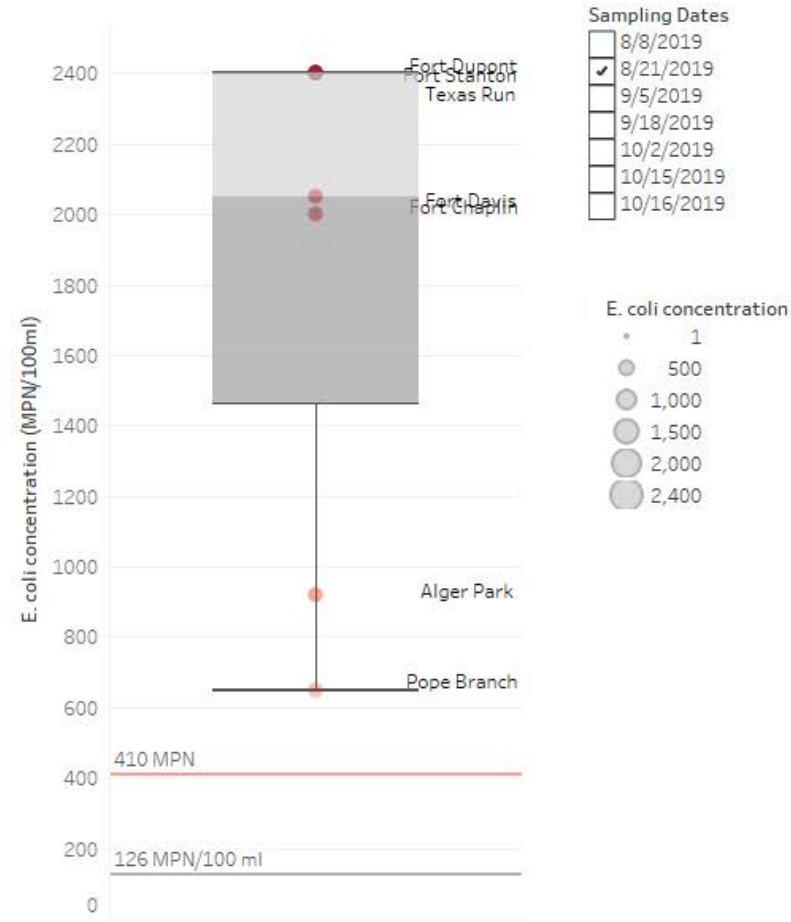 Sampling Dates
8/8/2019
8/21/2019
9/5/2019
9/18/2019
10/2/2019
10/15/2019
10/16/2019
E. coli concentration (MPN/100ml)
2400
2200
2000
1800
1600
1400
1200
1000
800
600
400
200
0
Fort Dupont
Fort Stanton
Texas Run
Fort Davis
Fort Chaplin
Alger Park
Pope Branch
410 MPN
126 MPN/100 ml
E. coli concentration
1
500
1,000
1,500
2,000
2,400